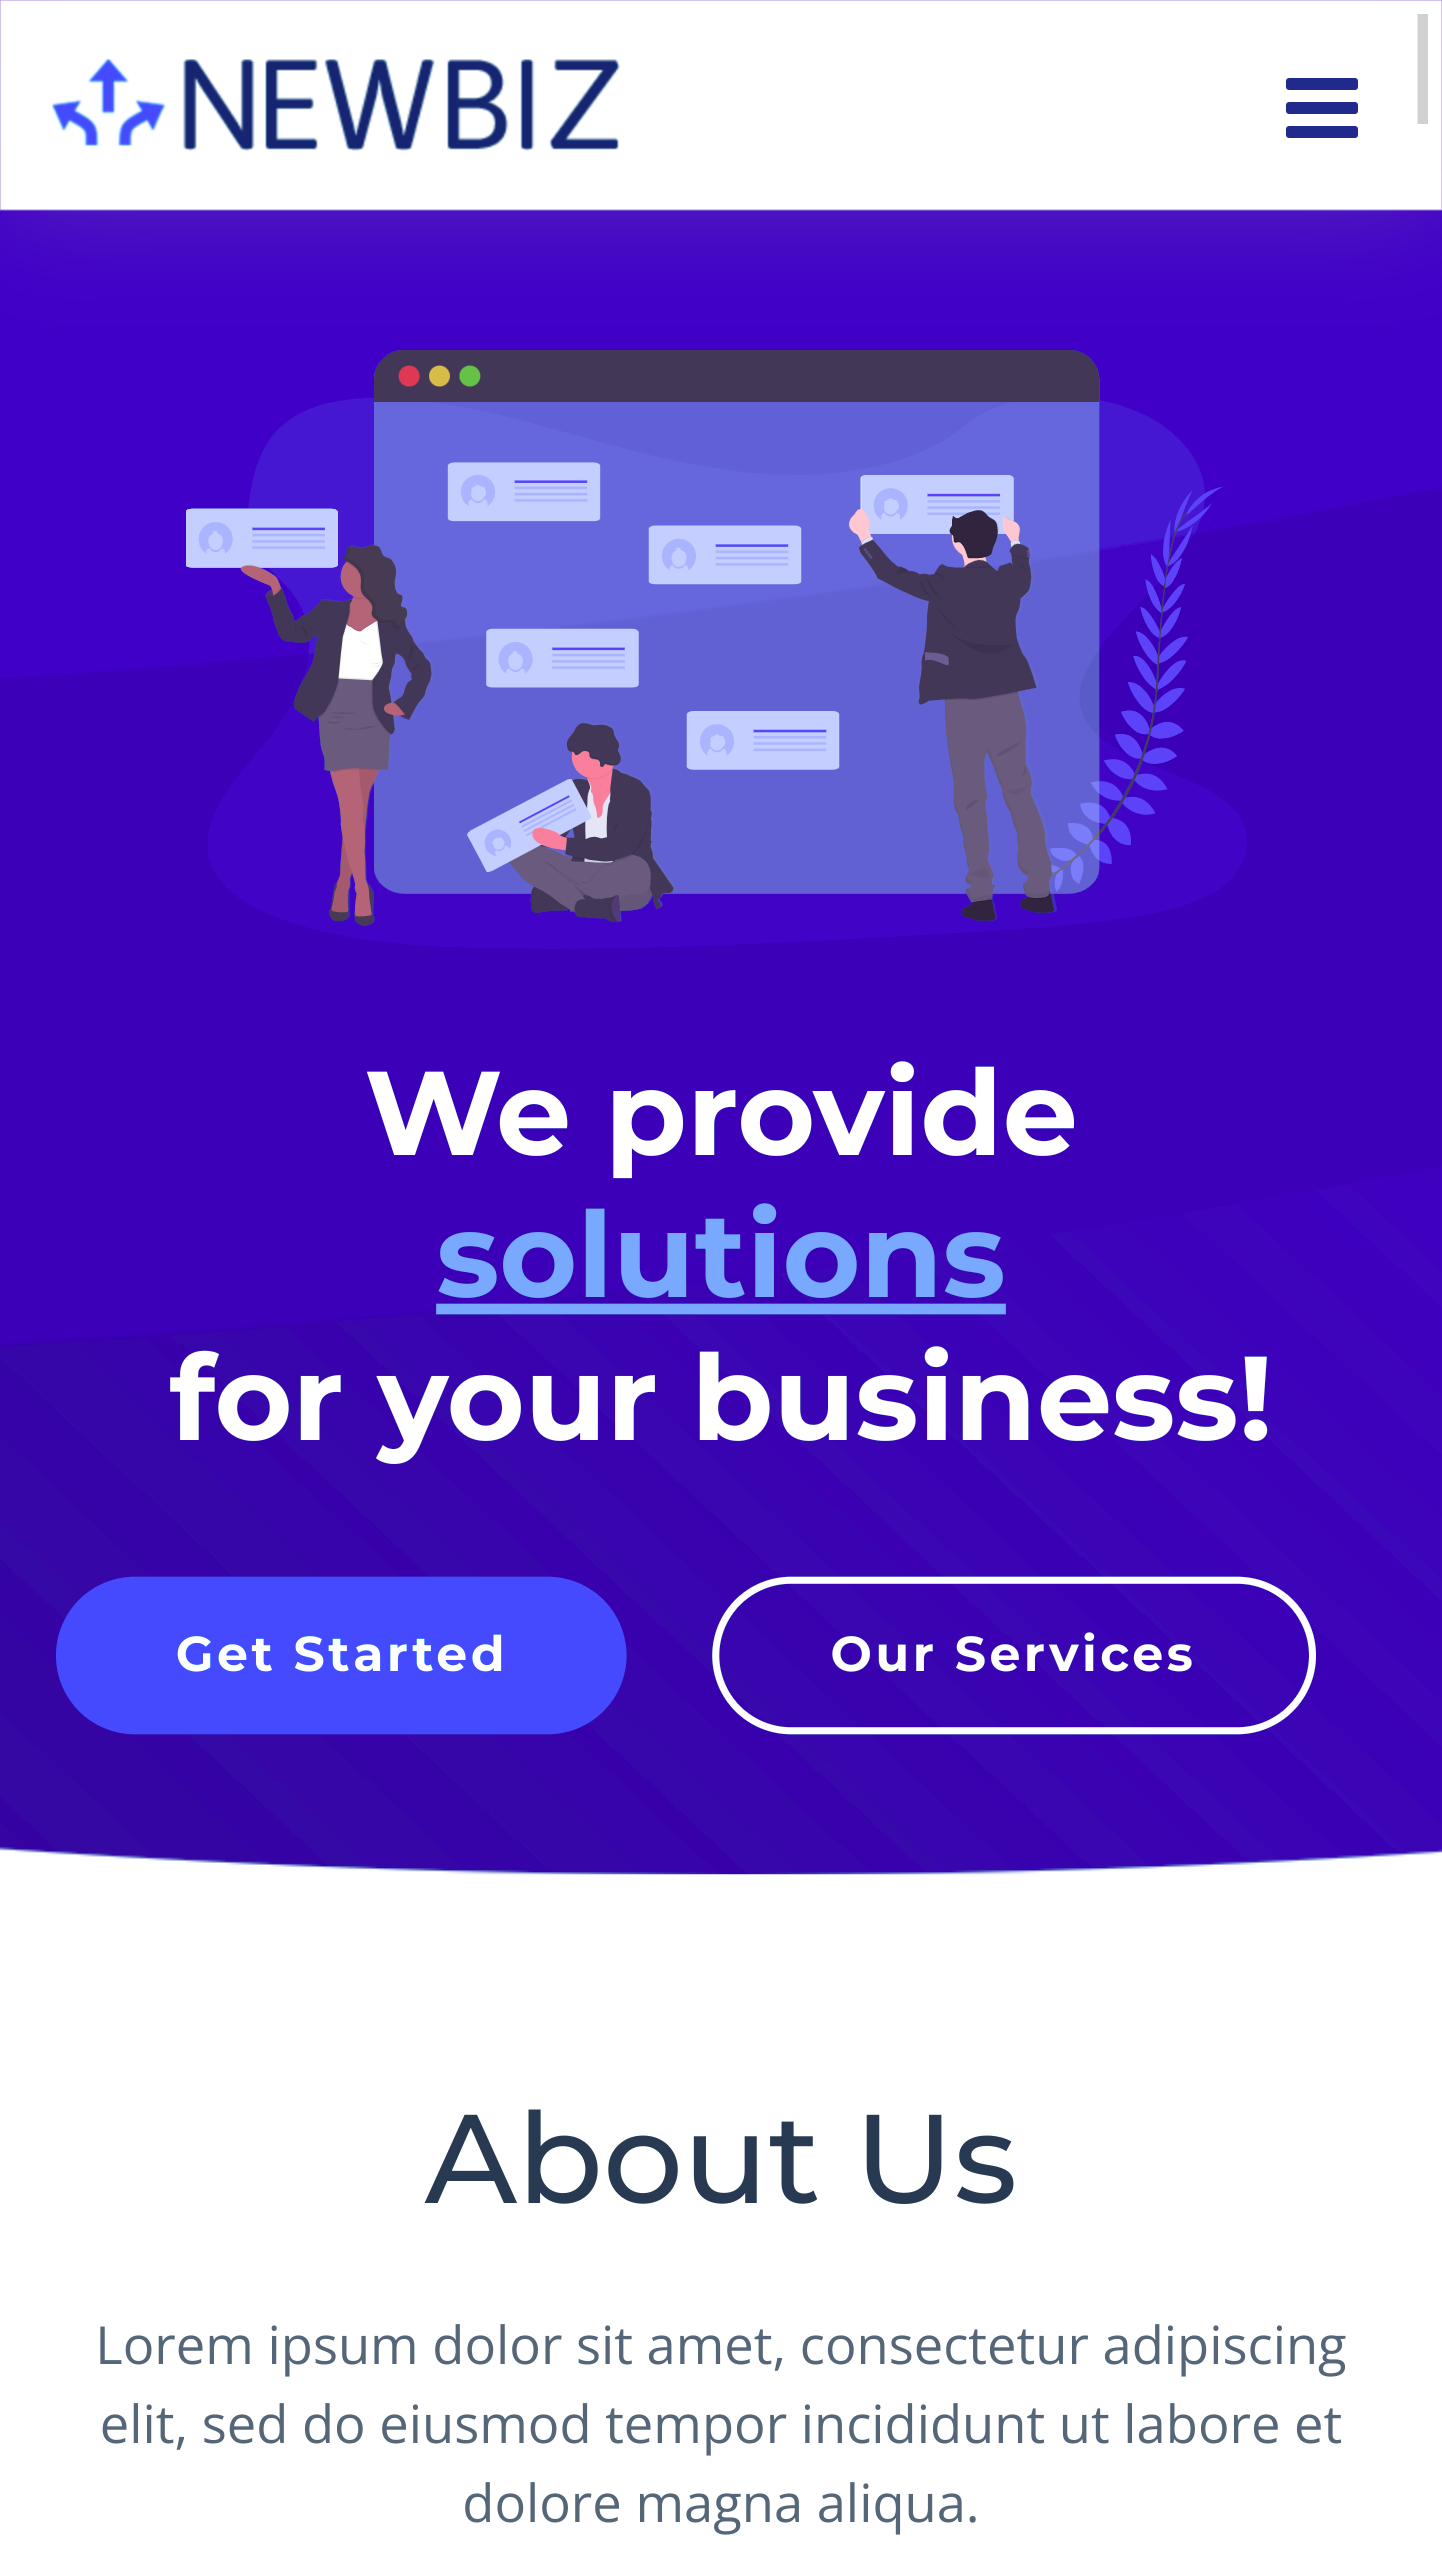 NEWBIZ
We provide
solutions
for your business!
Get Started
Our Services
About Us
Lorem ipsum dolor sit amet, consectetur adipiscing
elit, sed do eiusmod tempor incididunt ut labore et
dolore magna aliqua.